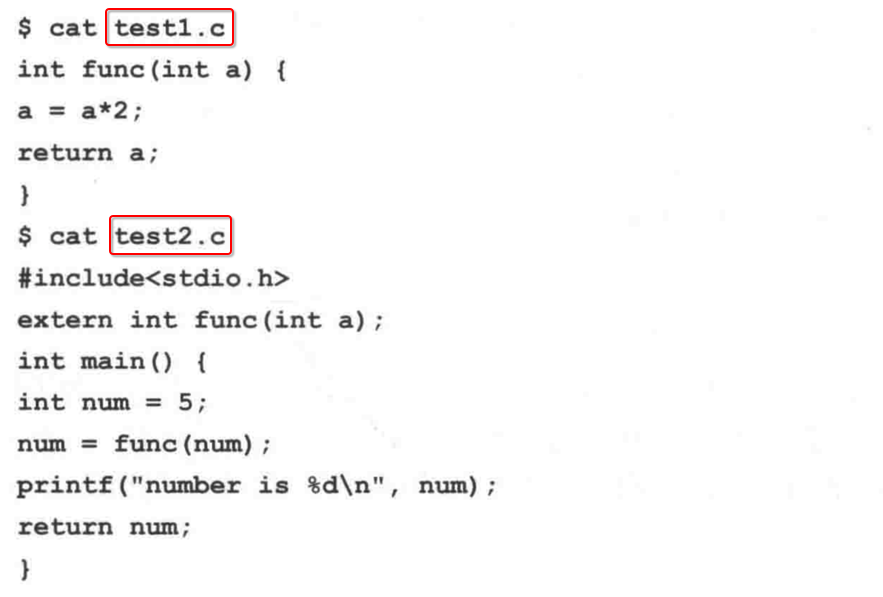 $ cat test1.c
int func(int a) {
a = a*2;
return a;
}
$ cat test2.c
#include<stdio.h>
extern int func(int a);
int main() {
int num = 5;
num = func(num);
printf("number is %d\n", num);
return num;
}